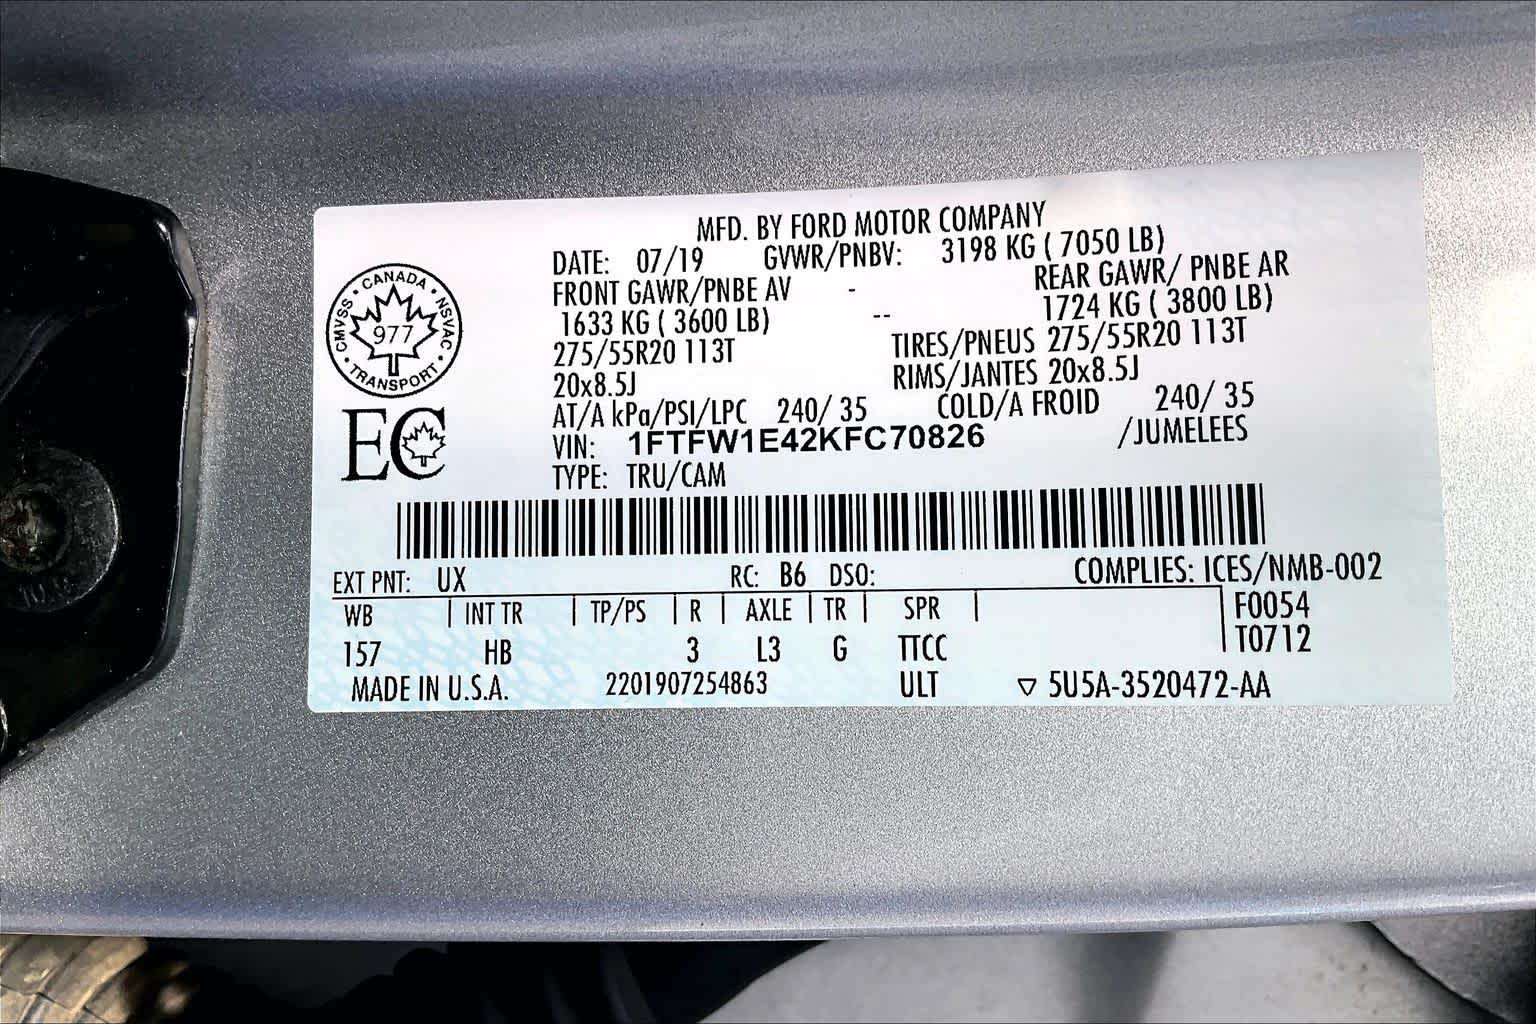 MFD. BY FORD MOTOR COMPANY
DATE: 07/19 GVWR/PNBV: 3198 KG ( 7050 LB)
FRONT GAWR/PNBE AV - REAR GAWR/ PNBE AR
1633 KG ( 3600 LB) -- 1724 KG ( 3800 LB)
275/55R20 113T TIRES/PNEUS 275/55R20 113T
20x8.5J RIMS/JANTES 20x8.5J
AT/A kPa/PSI/LPC 240/ 35 COLD/A FROID 240/ 35
VIN: 1FTFW1E42KFC70826 /JUMELEES
TYPE: TRU/CAM
CANADA
CMVSS • NSVAC
977
TRANSPORT
EC
EXT PNT: UX RC: B6 DSO: COMPLIES: ICES/NMB-002
WB | INT TR | TP/PS | R | AXLE | TR | SPR | F0054
157 HB 3 L3 G TTCC T0712
MADE IN U.S.A. 2201907254863 ULT ▽ 5U5A-3520472-AA